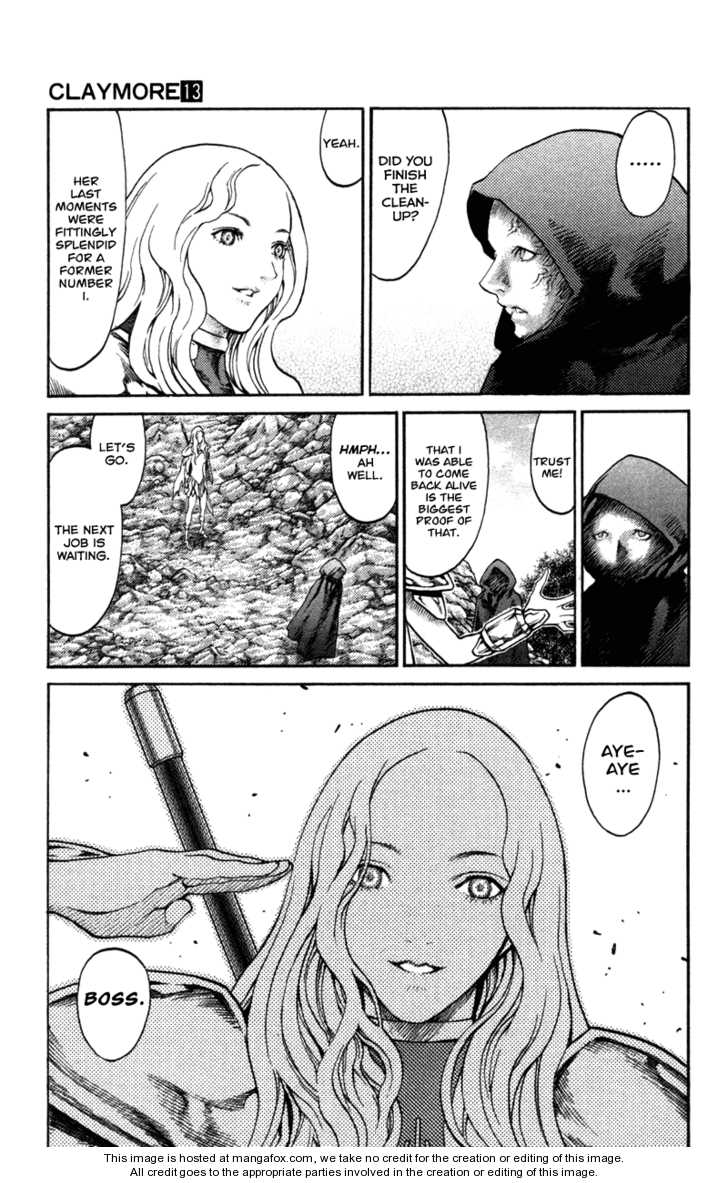 CLAYMORE 13
.....
DID YOU
FINISH
THE
CLEAN-
UP?
YEAH.
HER
LAST
MOMENTS
WERE
FITTINGLY
SPLENDID
FOR A
FORMER
NUMBER
1.
TRUST
ME!
THAT I
WAS ABLE
TO COME
BACK ALIVE
IS THE
BIGGEST
PROOF OF
THAT.
HMPH...
AH
WELL.
LET'S
GO.
THE NEXT
JOB IS
WAITING.
AYE-
AYE
...
BOSS.
This image is hosted at mangafox.com, we take no credit for the creation or editing of this image.
All credit goes to the appropriate parties involved in the creation or editing of this image.